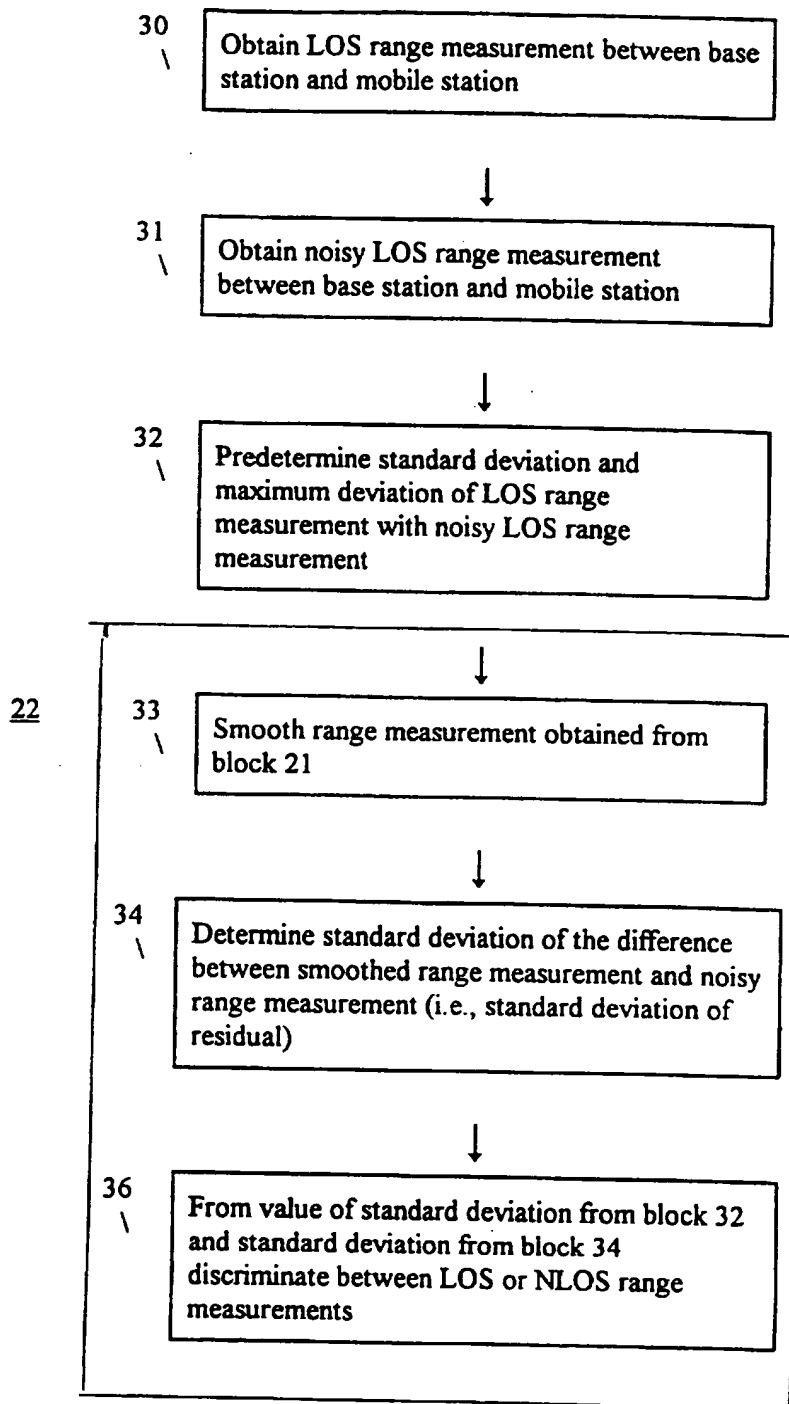 30
Obtain LOS range measurement between base
station and mobile station
31
Obtain noisy LOS range measurement
between base station and mobile station
32
Predetermine standard deviation and
maximum deviation of LOS range
measurement with noisy LOS range
measurement
22
33
Smooth range measurement obtained from
block 21
34
Determine standard deviation of the difference
between smoothed range measurement and noisy
range measurement (i.e., standard deviation of
residual)
36
From value of standard deviation from block 32
and standard deviation from block 34
discriminate between LOS or NLOS range
measurements